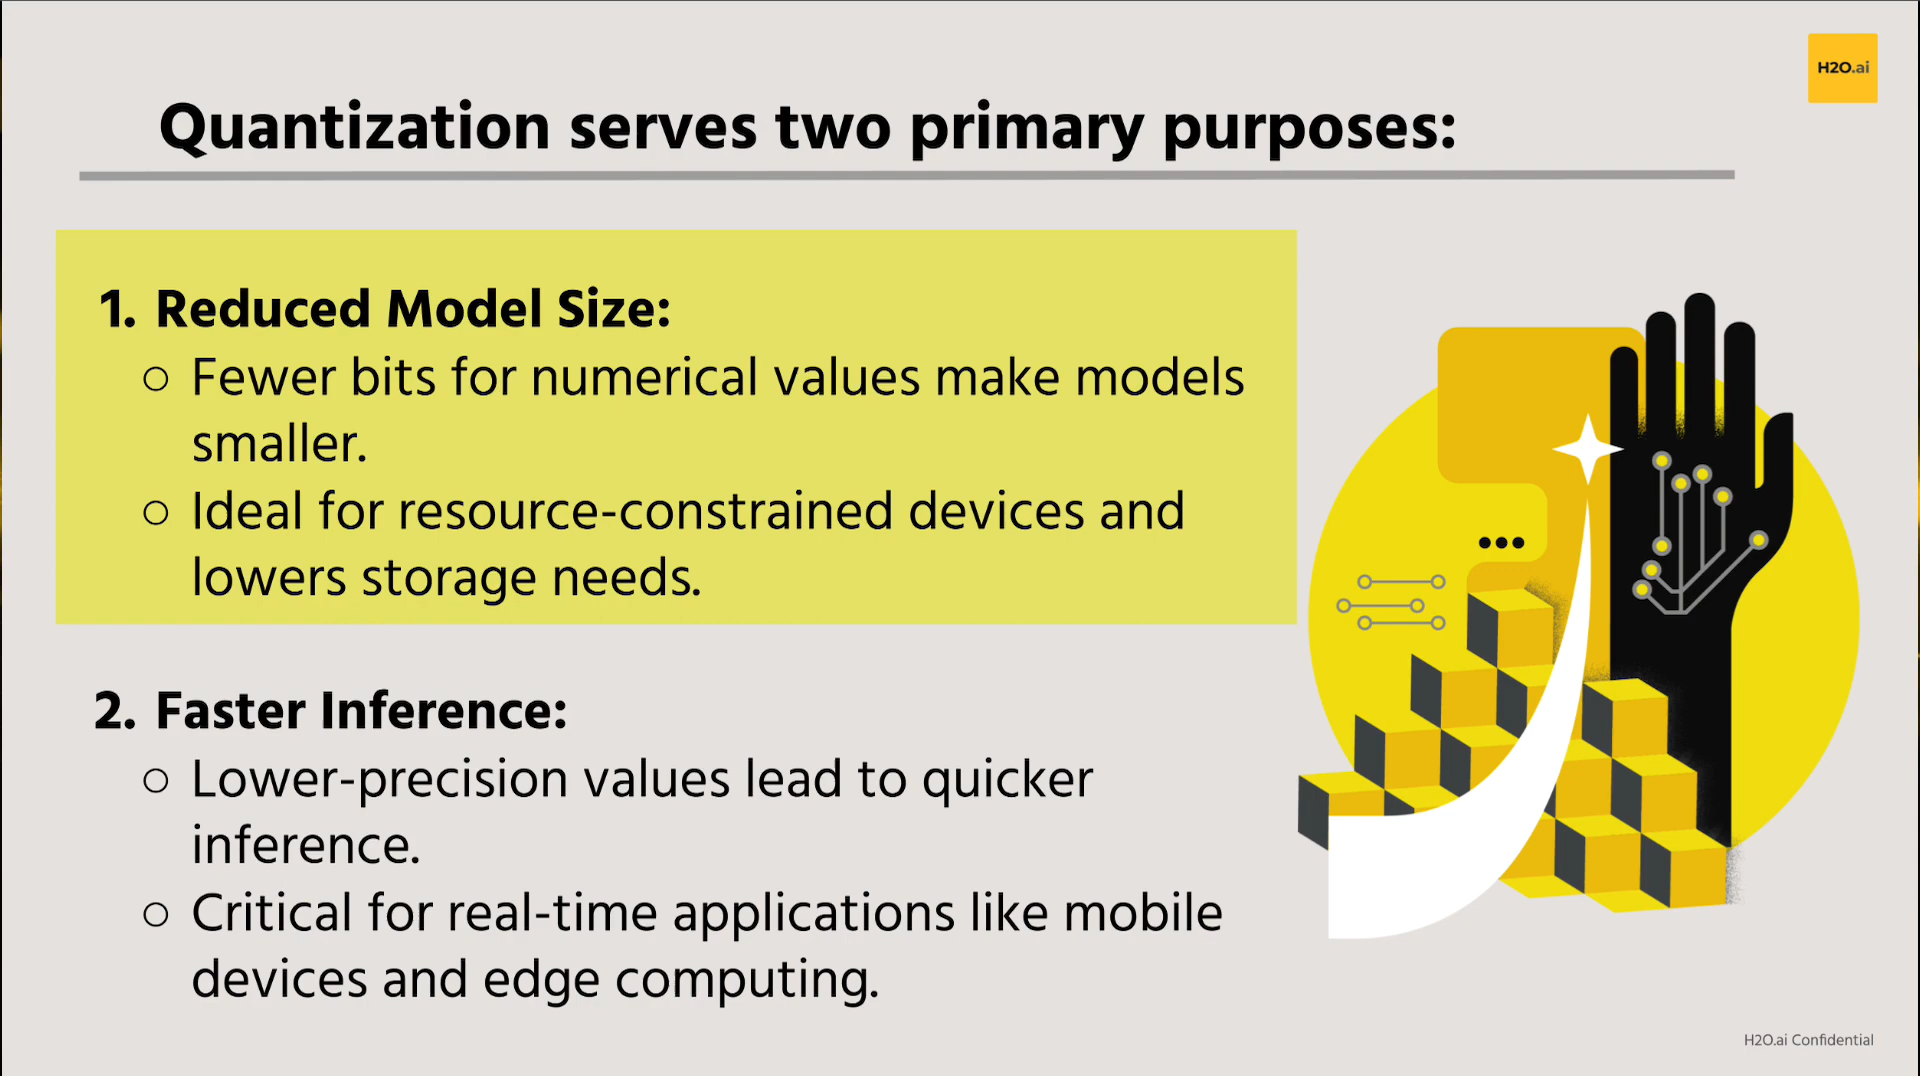 H2O.ai
Quantization serves two primary purposes:
1. Reduced Model Size:
○ Fewer bits for numerical values make models
smaller.
○ Ideal for resource-constrained devices and
lowers storage needs.
2. Faster Inference:
○ Lower-precision values lead to quicker
inference.
○ Critical for real-time applications like mobile
devices and edge computing.
H2O.ai Confidential